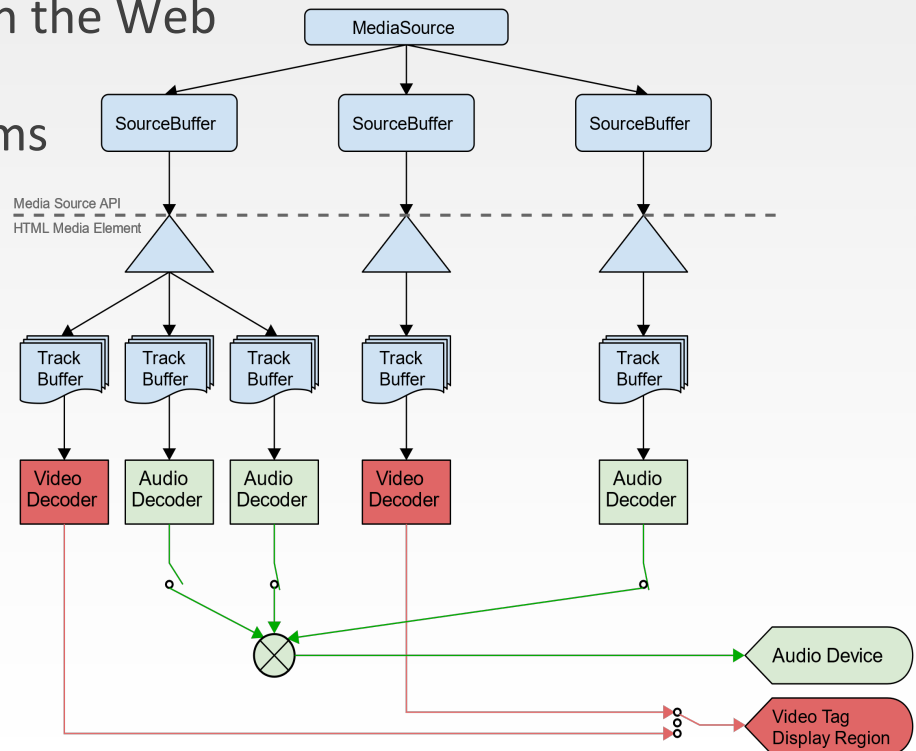 n the Web
ms
MediaSource
SourceBuffer
SourceBuffer
SourceBuffer
Media Source API
HTML Media Element
Track
Buffer
Track
Buffer
Track
Buffer
Track
Buffer
Track
Buffer
Video
Decoder
Audio
Decoder
Audio
Decoder
Video
Decoder
Audio
Decoder
Audio Device
Video Tag
Display Region